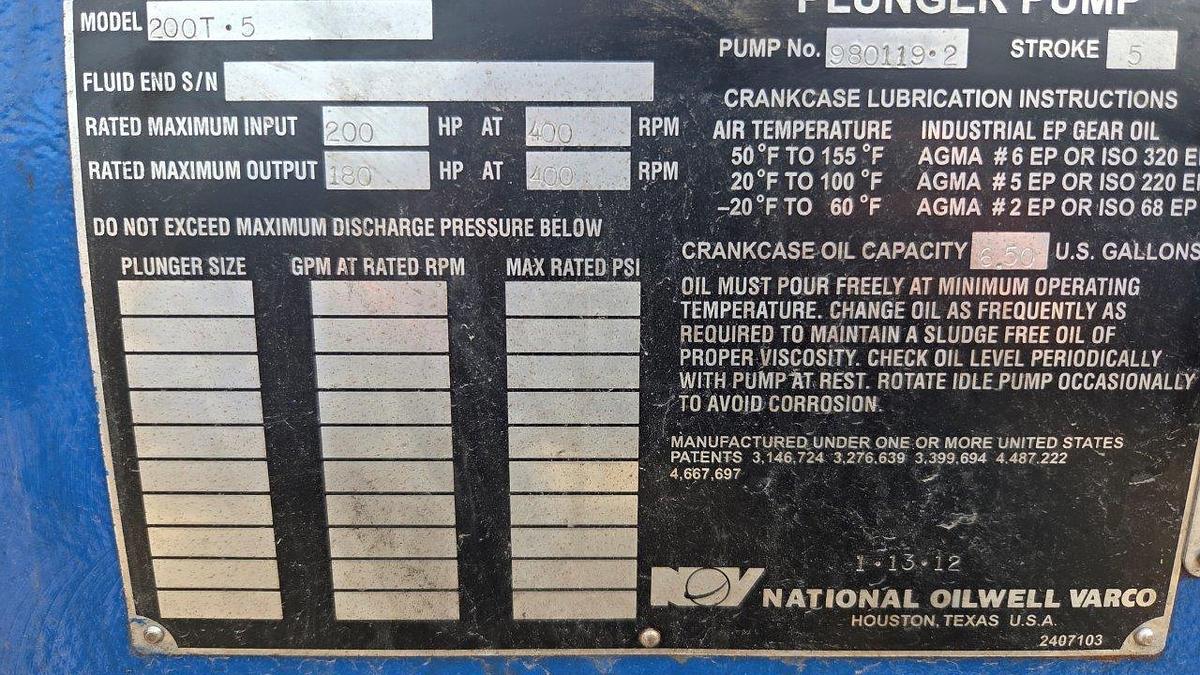 MODEL 200T·5
FLUID END S/N
RATED MAXIMUM INPUT 200 HP AT 400 RPM
RATED MAXIMUM OUTPUT 180 HP AT 400 RPM
DO NOT EXCEED MAXIMUM DISCHARGE PRESSURE BELOW
PLUNGER SIZE GPM AT RATED RPM MAX RATED PSI
PLUNGER PUMP
PUMP No. 980119·2 STROKE 5
CRANKCASE LUBRICATION INSTRUCTIONS
AIR TEMPERATURE INDUSTRIAL EP GEAR OIL
50°F TO 155°F AGMA #6 EP OR ISO 320 E
20°F TO 100°F AGMA #5 EP OR ISO 220 E
–20°F TO 60°F AGMA #2 EP OR ISO 68 EP
CRANKCASE OIL CAPACITY 6.50 U.S. GALLONS
OIL MUST POUR FREELY AT MINIMUM OPERATING
TEMPERATURE. CHANGE OIL AS FREQUENTLY AS
REQUIRED TO MAINTAIN A SLUDGE FREE OIL OF
PROPER VISCOSITY. CHECK OIL LEVEL PERIODICALLY
WITH PUMP AT REST. ROTATE IDLE PUMP OCCASIONALLY
TO AVOID CORROSION.
MANUFACTURED UNDER ONE OR MORE UNITED STATES
PATENTS 3,146,724 3,276,639 3,399,694 4,487,222
4,667,697
1·13·12
NOV NATIONAL OILWELL VARCO
HOUSTON, TEXAS U.S.A.
2407103